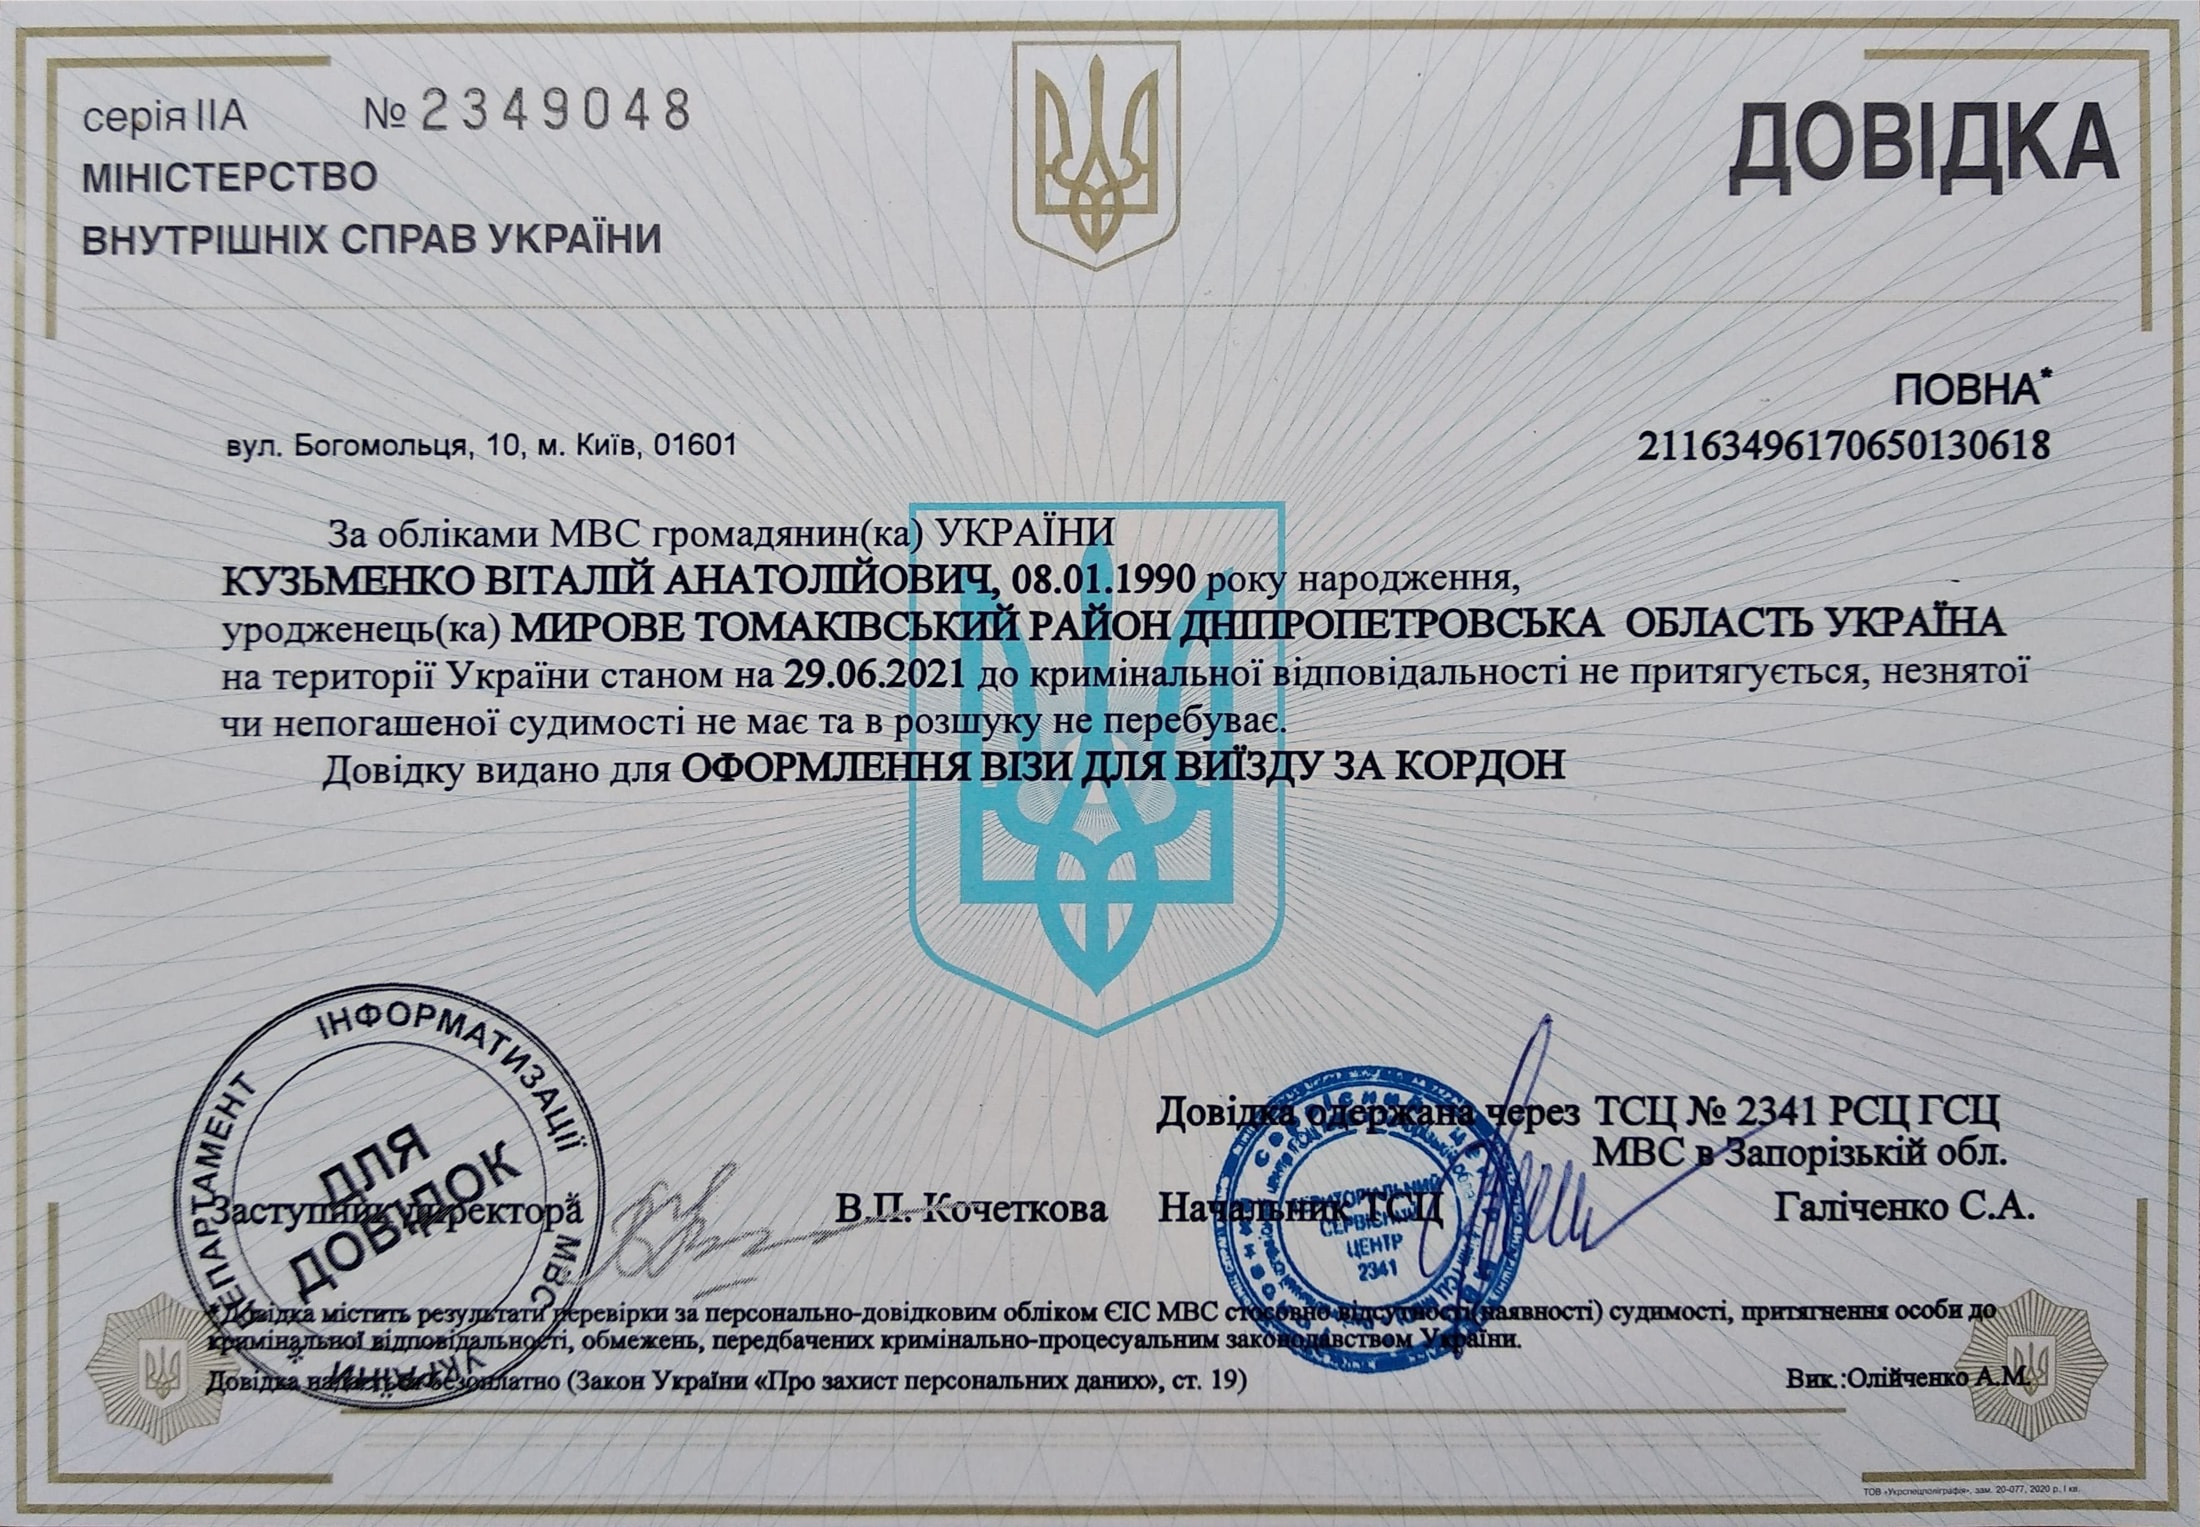 серія ІІА № 2349048
МІНІСТЕРСТВО
ВНУТРІШНІХ СПРАВ УКРАЇНИ
ДОВІДКА
ПОВНА*
вул. Богомольця, 10, м. Київ, 01601
21163496170650130618
За обліками МВС громадянин(ка) УКРАЇНИ
КУЗЬМЕНКО ВІТАЛІЙ АНАТОЛІЙОВИЧ, 08.01.1990 року народження,
уродженець(ка) МИРОВЕ ТОМАКІВСЬКИЙ РАЙОН ДНІПРОПЕТРОВСЬКА ОБЛАСТЬ УКРАЇНА
на території України станом на 29.06.2021 до кримінальної відповідальності не притягується, незнятої
чи непогашеної судимості не має та в розшуку не перебуває.
Довідку видано для ОФОРМЛЕННЯ ВІЗИ ДЛЯ ВИЇЗДУ ЗА КОРДОН
ДЕПАРТАМЕНТ ІНФОРМАТИЗАЇЇ * МВС УКРАЇНИ *
ДЛЯ
ДОВІДОК
Довідка одержана через ТСЦ № 2341 РСЦ ГСЦ
МВС в Запорізькій обл.
Заступник директора В.П. Кочеткова Начальник ТСЦ Галіченко С.А.
ТЕРИТОРІАЛЬНИЙ
СЕРВІСНИЙ
ЦЕНТР
2341
* Довідка містить результати перевірки за персонально-довідковим обліком ЄІС МВС стосовно відсутності(наявності) судимості, притягнення особи до
кримінальної відповідальності, обмежень, передбачених кримінально-процесуальним законодавством України.
Довідка надається безоплатно (Закон України «Про захист персональних даних», ст. 19) Вик.:Олійченко А.М.
ТОВ «Укрспецполіграфія», зам. 20-077, 2020 р, І кв.